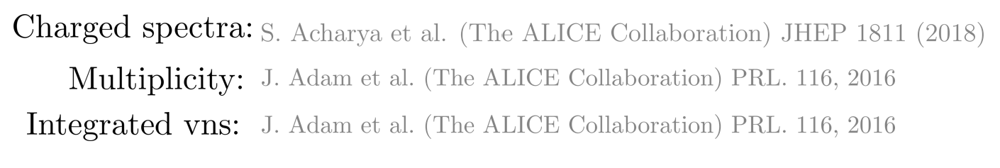 Charged spectra: S. Acharya et al. (The ALICE Collaboration) JHEP 1811 (2018)
Multiplicity: J. Adam et al. (The ALICE Collaboration) PRL. 116, 2016
Integrated vns: J. Adam et al. (The ALICE Collaboration) PRL. 116, 2016